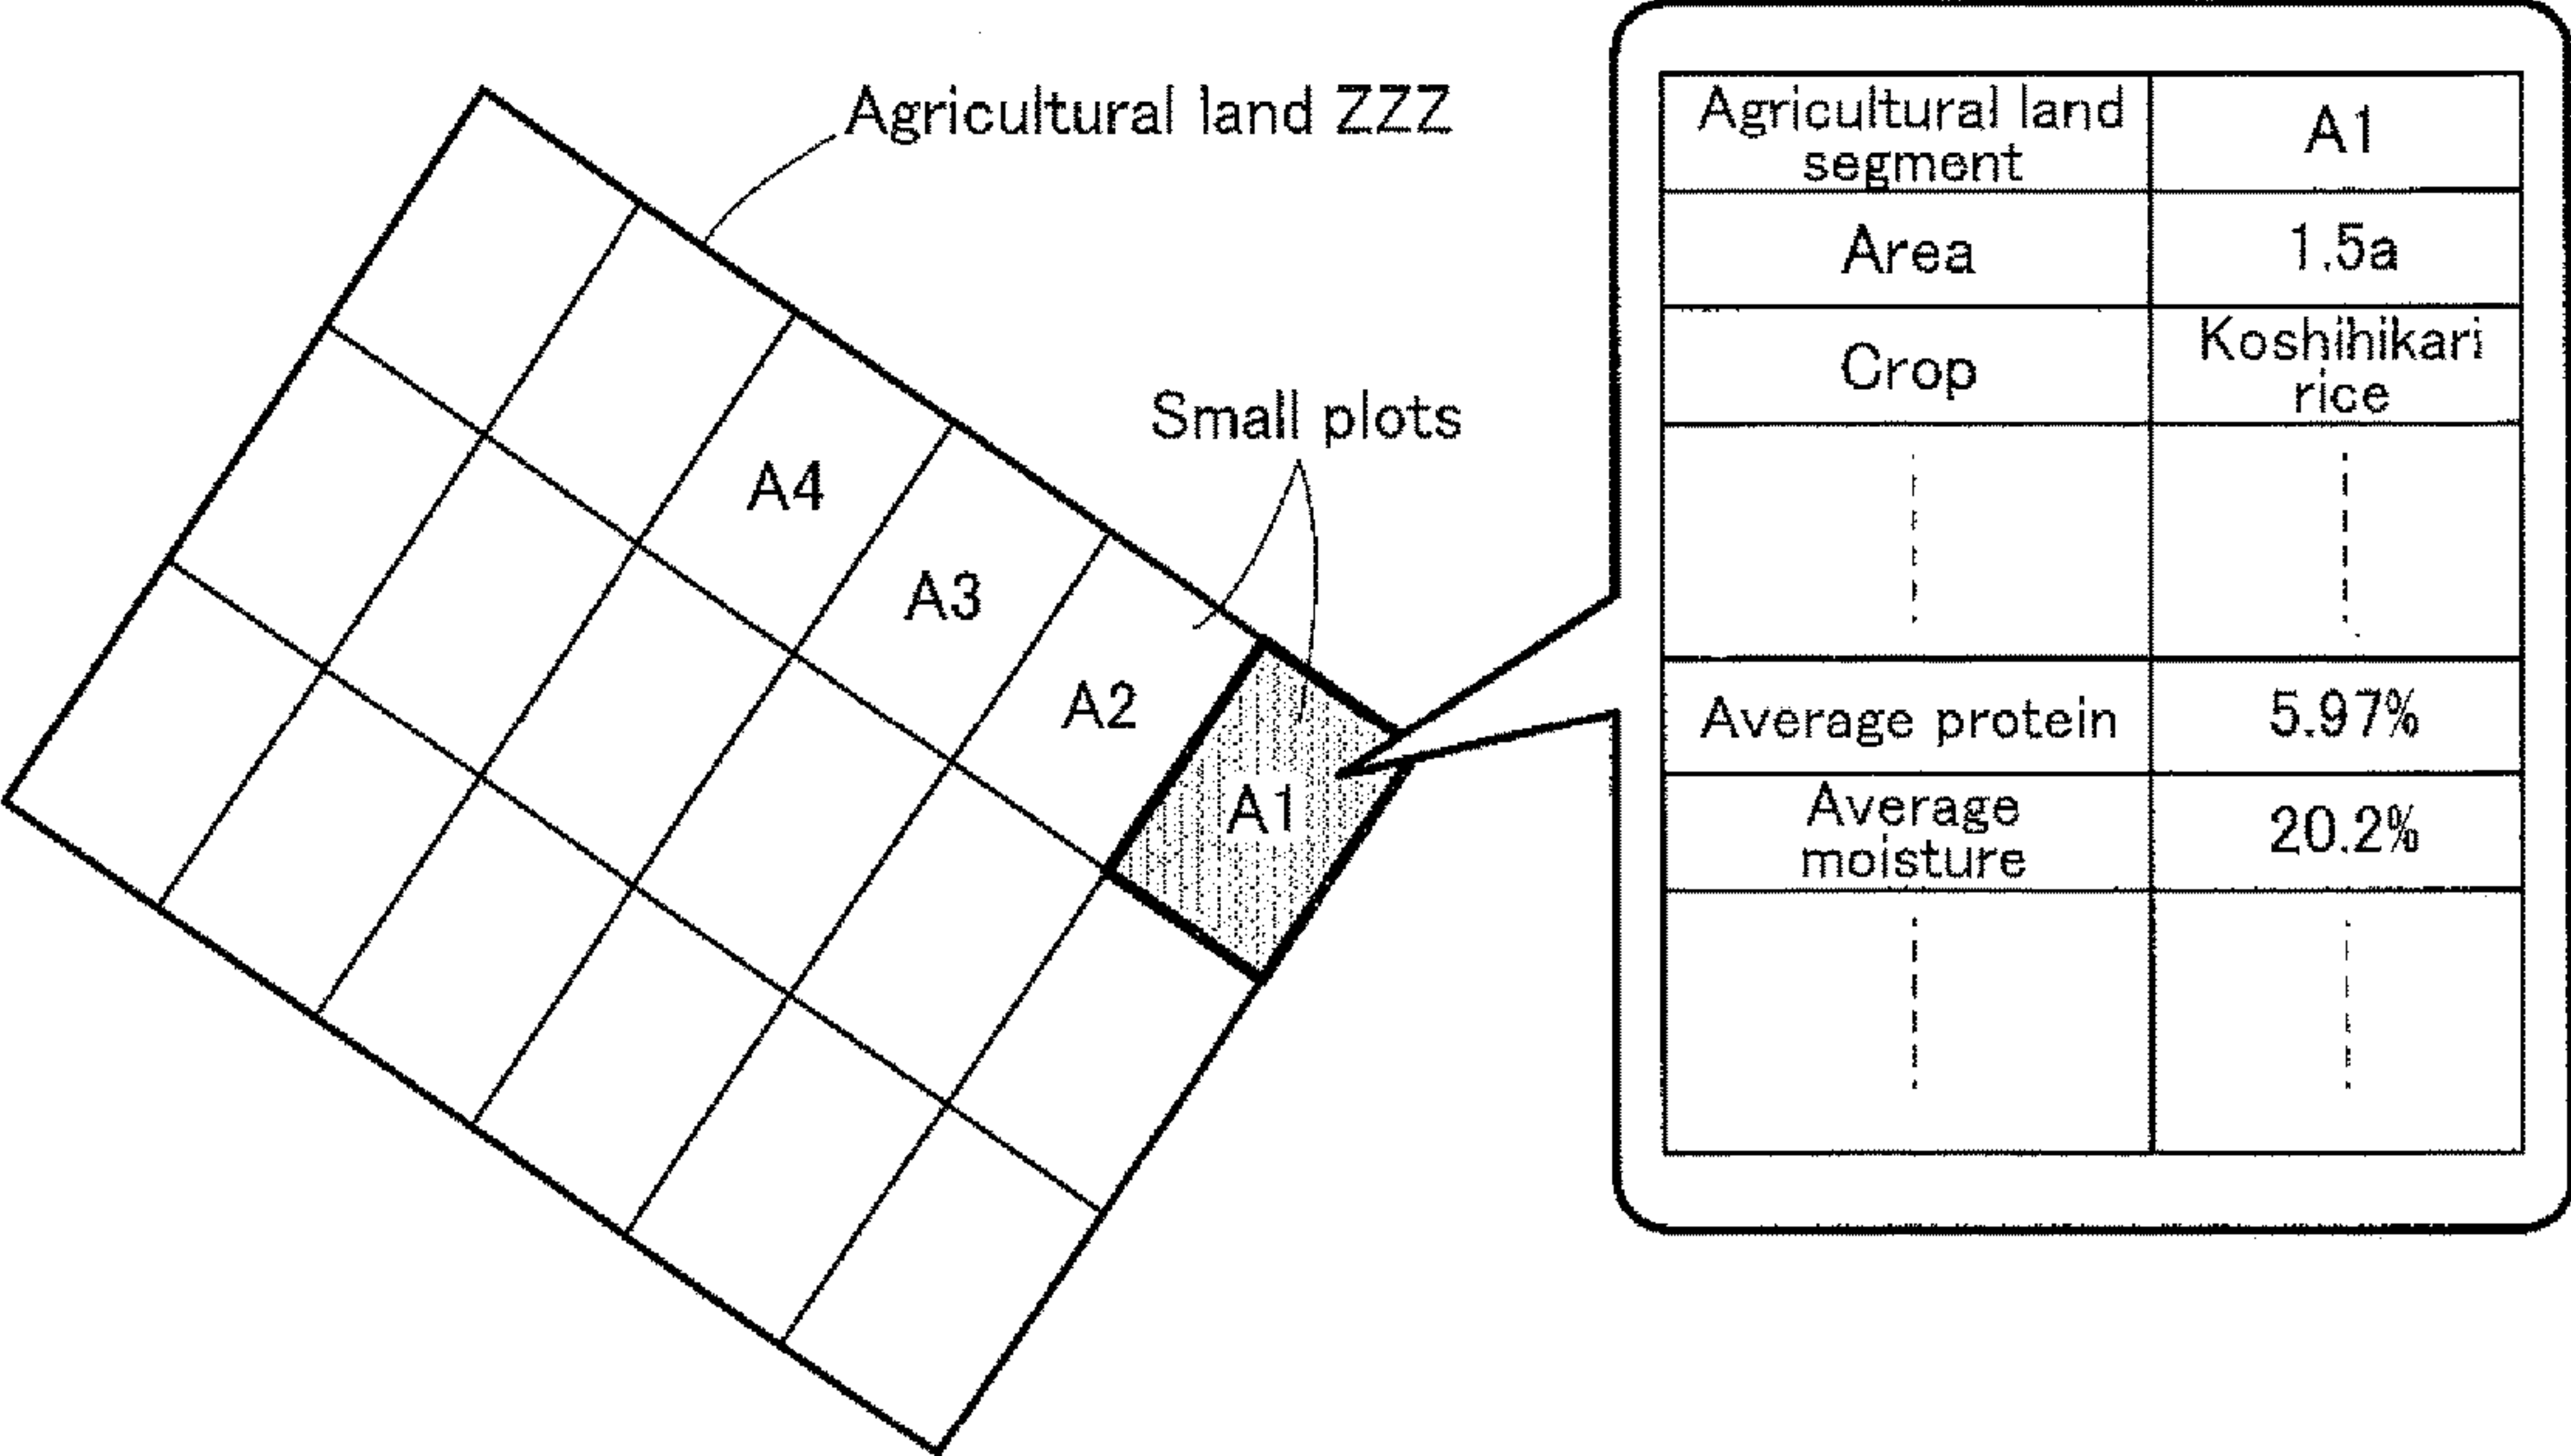 Agricultural land ZZZ
Small plots
A4
A3
A2
A1
Agricultural land
segment
A1
Area
1.5a
Crop
Koshihikari
rice
Average protein
5.97%
Average
moisture
20.2%